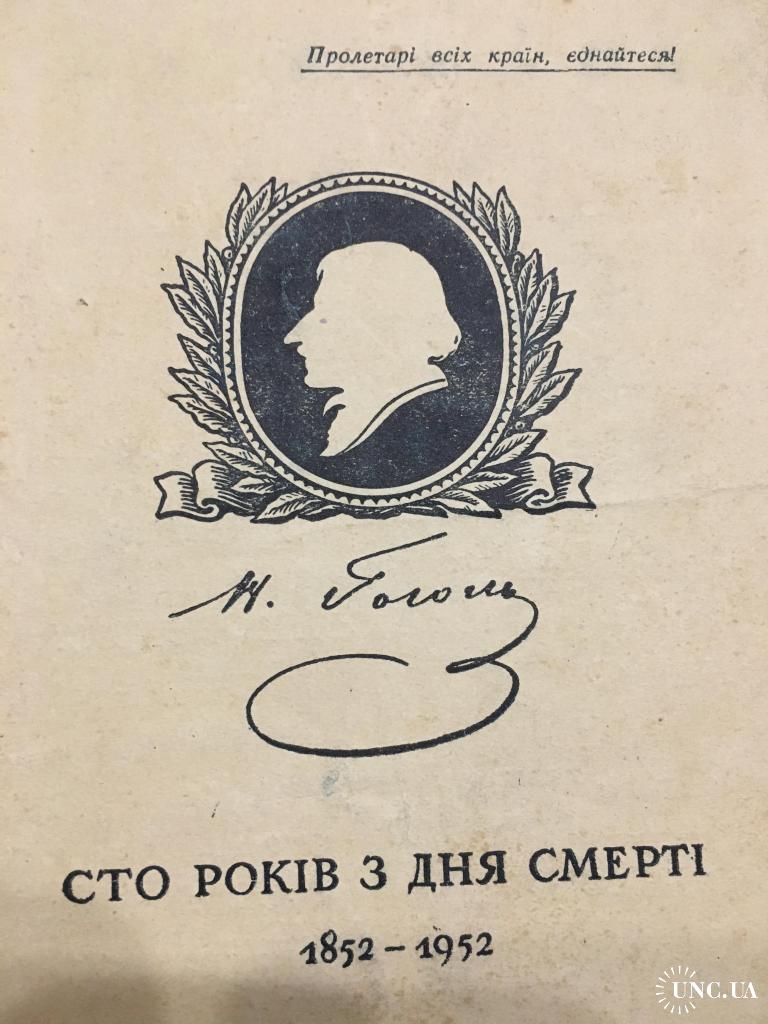 Пролетарі всіх країн, єднайтеся!
Н. Гоголь
СТО РОКІВ З ДНЯ СМЕРТІ
1852 – 1952
UNC.UA